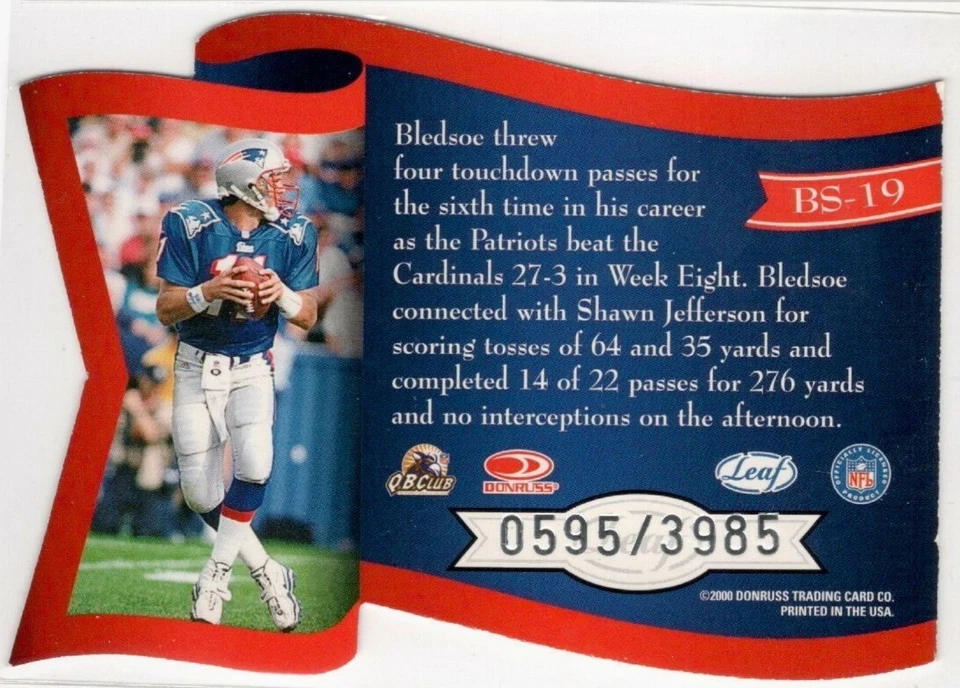 Bledsoe threw
four touchdown passes for
the sixth time in his career
as the Patriots beat the
Cardinals 27-3 in Week Eight. Bledsoe
connected with Shawn Jefferson for
scoring tosses of 64 and 35 yards and
completed 14 of 22 passes for 276 yards
and no interceptions on the afternoon.
BS-19
Q.B. CLUB
DONRUSS
Leaf
OFFICIALLY LICENSED
NFL
PRODUCT
0595/3985
©2000 DONRUSS TRADING CARD CO.
PRINTED IN THE USA.